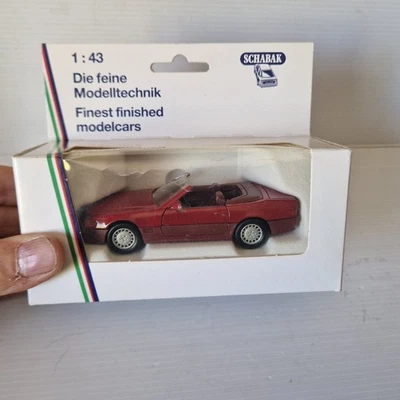 1:43
Die feine
Modelltechnik
Finest finished
modelcars
SCHABAK